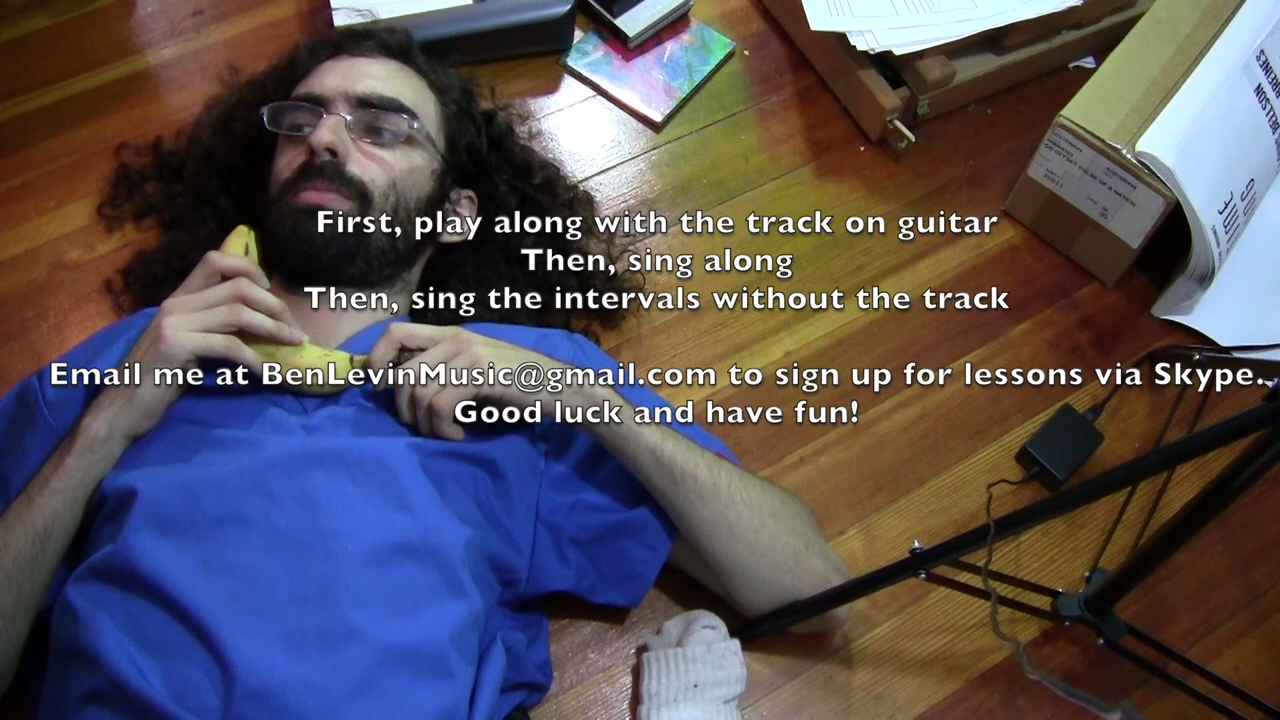 First, play along with the track on guitar
Then, sing along
Then, sing the intervals without the track
Email me at BenLevinMusic@gmail.com to sign up for lessons via Skype.
Good luck and have fun!